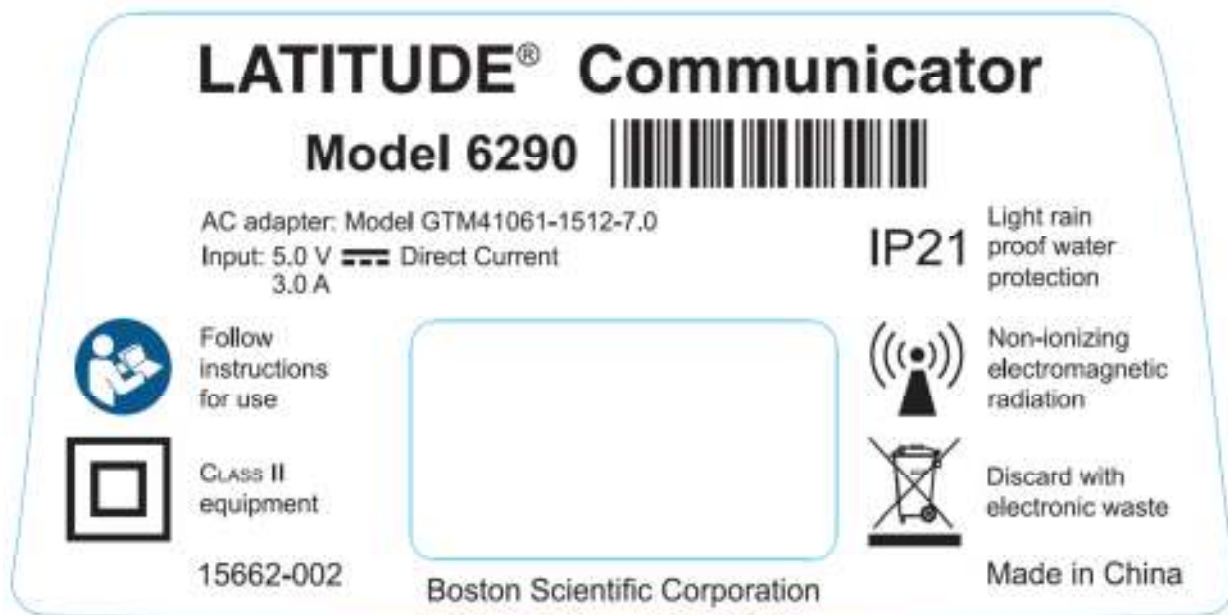 LATITUDE® Communicator
Model 6290
AC adapter: Model GTM41061-1512-7.0
Input: 5.0 V Direct Current
3.0 A
IP21
Light rain
proof water
protection
Follow
instructions
for use
Non-ionizing
electromagnetic
radiation
CLASS II
equipment
Discard with
electronic waste
15662-002
Boston Scientific Corporation
Made in China